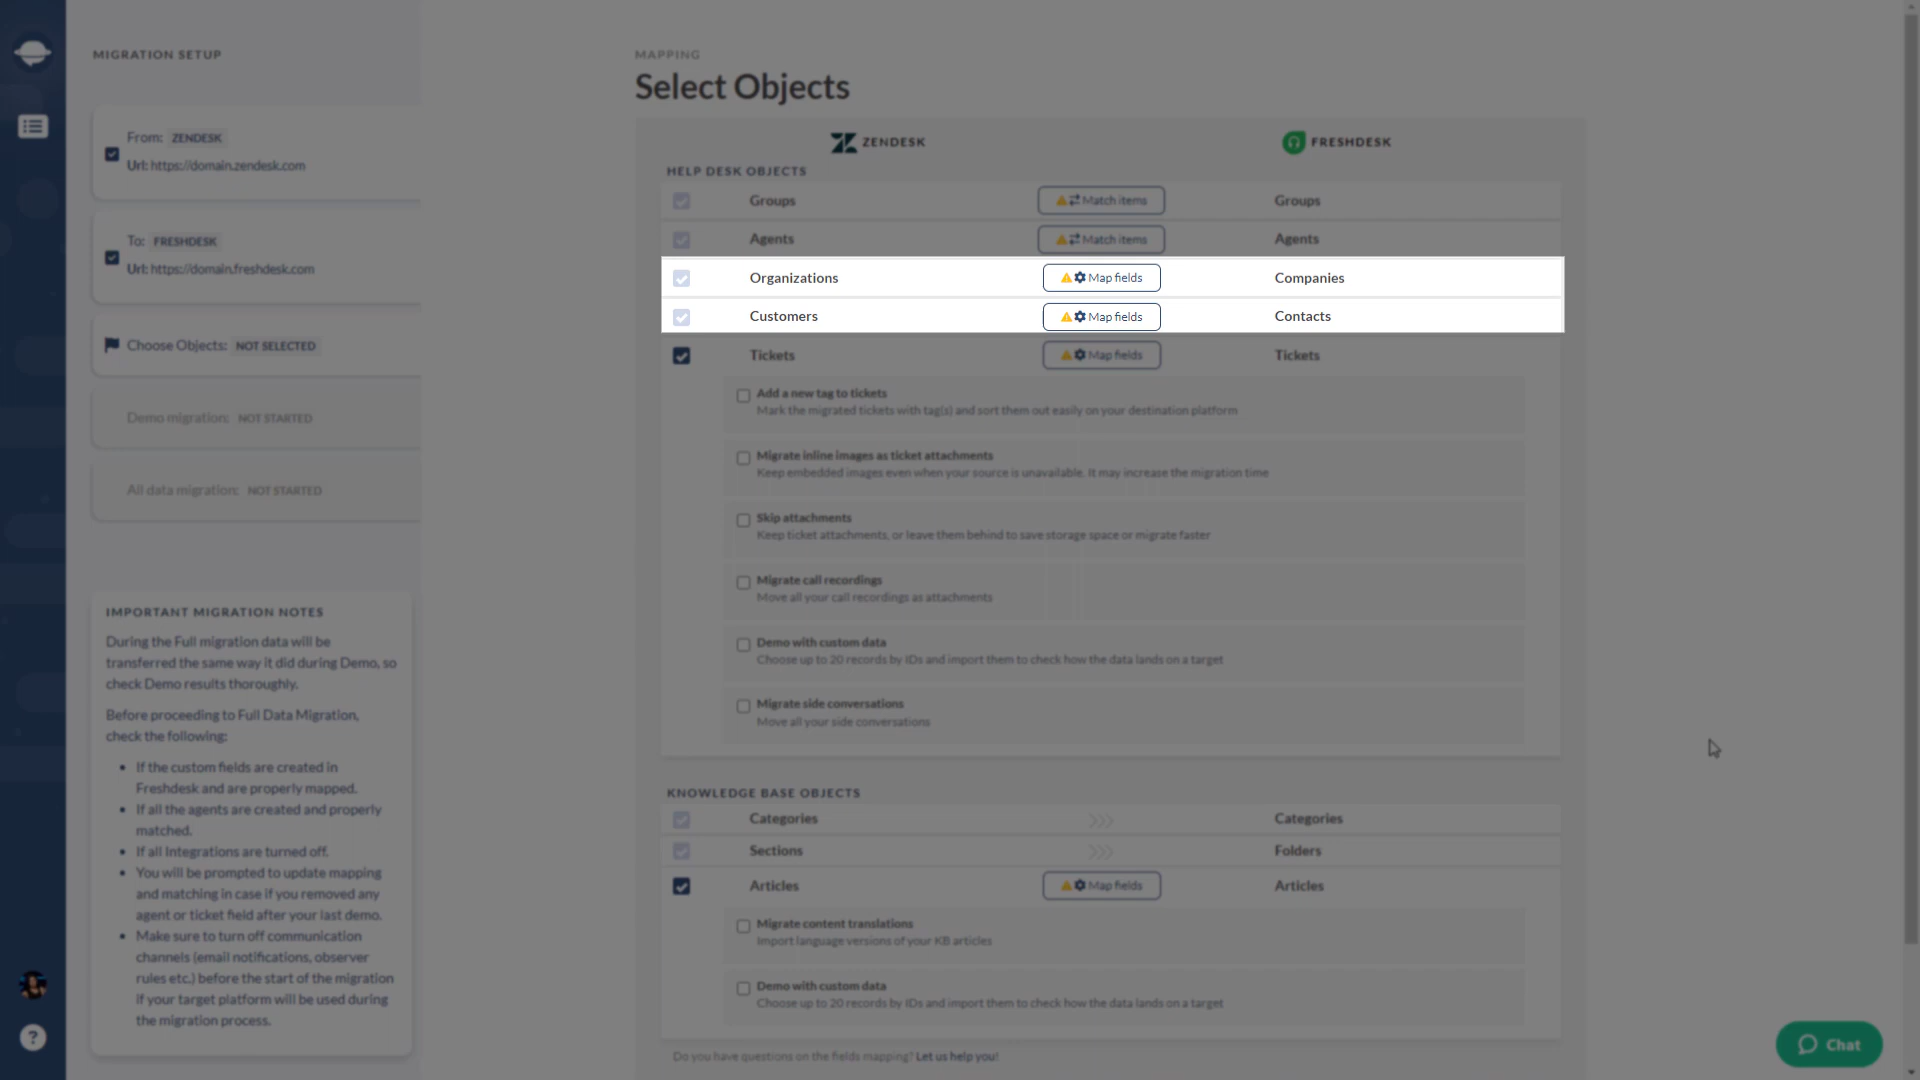 MIGRATION SETUP
From: ZENDESK
Url: https://domain.zendesk.com
To: FRESHDESK
Url: https://domain.freshdesk.com
Choose Objects: NOT SELECTED
Demo migration: NOT STARTED
All data migration: NOT STARTED
IMPORTANT MIGRATION NOTES
During the Full migration data will be
transferred the same way it did during Demo, so
check Demo results thoroughly.
Before proceeding to Full Data Migration,
check the following:
If the custom fields are created in
Freshdesk and are properly mapped.
If all the agents are created and properly
matched.
If all Integrations are turned off.
You will be prompted to update mapping
and matching in case if you removed any
agent or ticket field after your last demo.
Make sure to turn off communication
channels (email notifications, observer
rules etc.) before the start of the migration
if your target platform will be used during
the migration process.
?
MAPPING
Select Objects
ZENDESK FRESHDESK
HELP DESK OBJECTS
Groups Match items Groups
Agents Match items Agents
Organizations Map fields Companies
Customers Map fields Contacts
Tickets Map fields Tickets
Add a new tag to tickets
Mark the migrated tickets with tag(s) and sort them out easily on your destination platform
Migrate inline images as ticket attachments
Keep embedded images even when your source is unavailable. It may increase the migration time
Skip attachments
Keep ticket attachments, or leave them behind to save storage space or migrate faster
Migrate call recordings
Move all your call recordings as attachments
Demo with custom data
Choose up to 20 records by IDs and import them to check how the data lands on a target
Migrate side conversations
Move all your side conversations
KNOWLEDGE BASE OBJECTS
Categories Categories
Sections Folders
Articles Map fields Articles
Migrate content translations
Import language versions of your KB articles
Demo with custom data
Choose up to 20 records by IDs and import them to check how the data lands on a target
Do you have questions on the fields mapping? Let us help you!
Chat